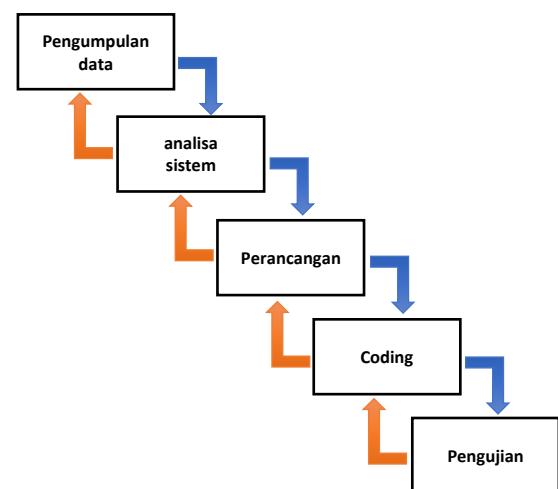 Pengumpulan
data
analisa
sistem
Perancangan
Coding
Pengujian